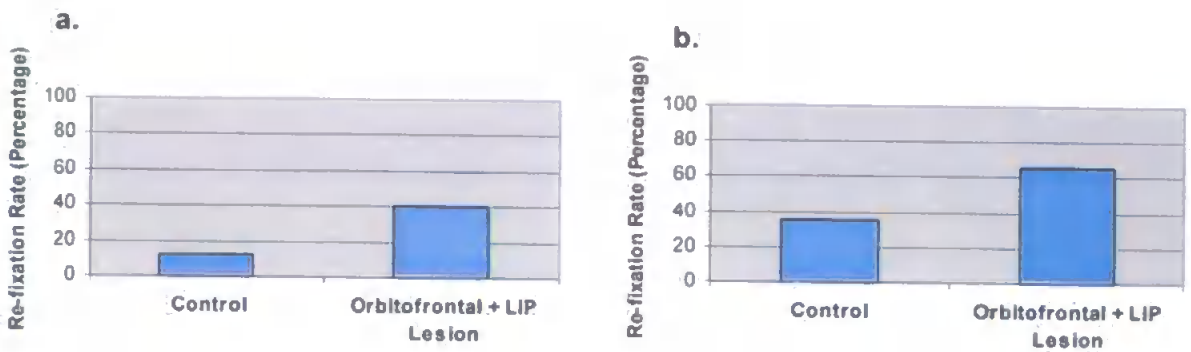 a.
Re-fixation Rate (Percentage)
100
80
60
40
20
0
Control
Orbitofrontal + LIP
Lesion
b.
Re-fixation Rate (Percentage)
100
80
60
40
20
0
Control
Orbitofrontal + LIP
Lesion